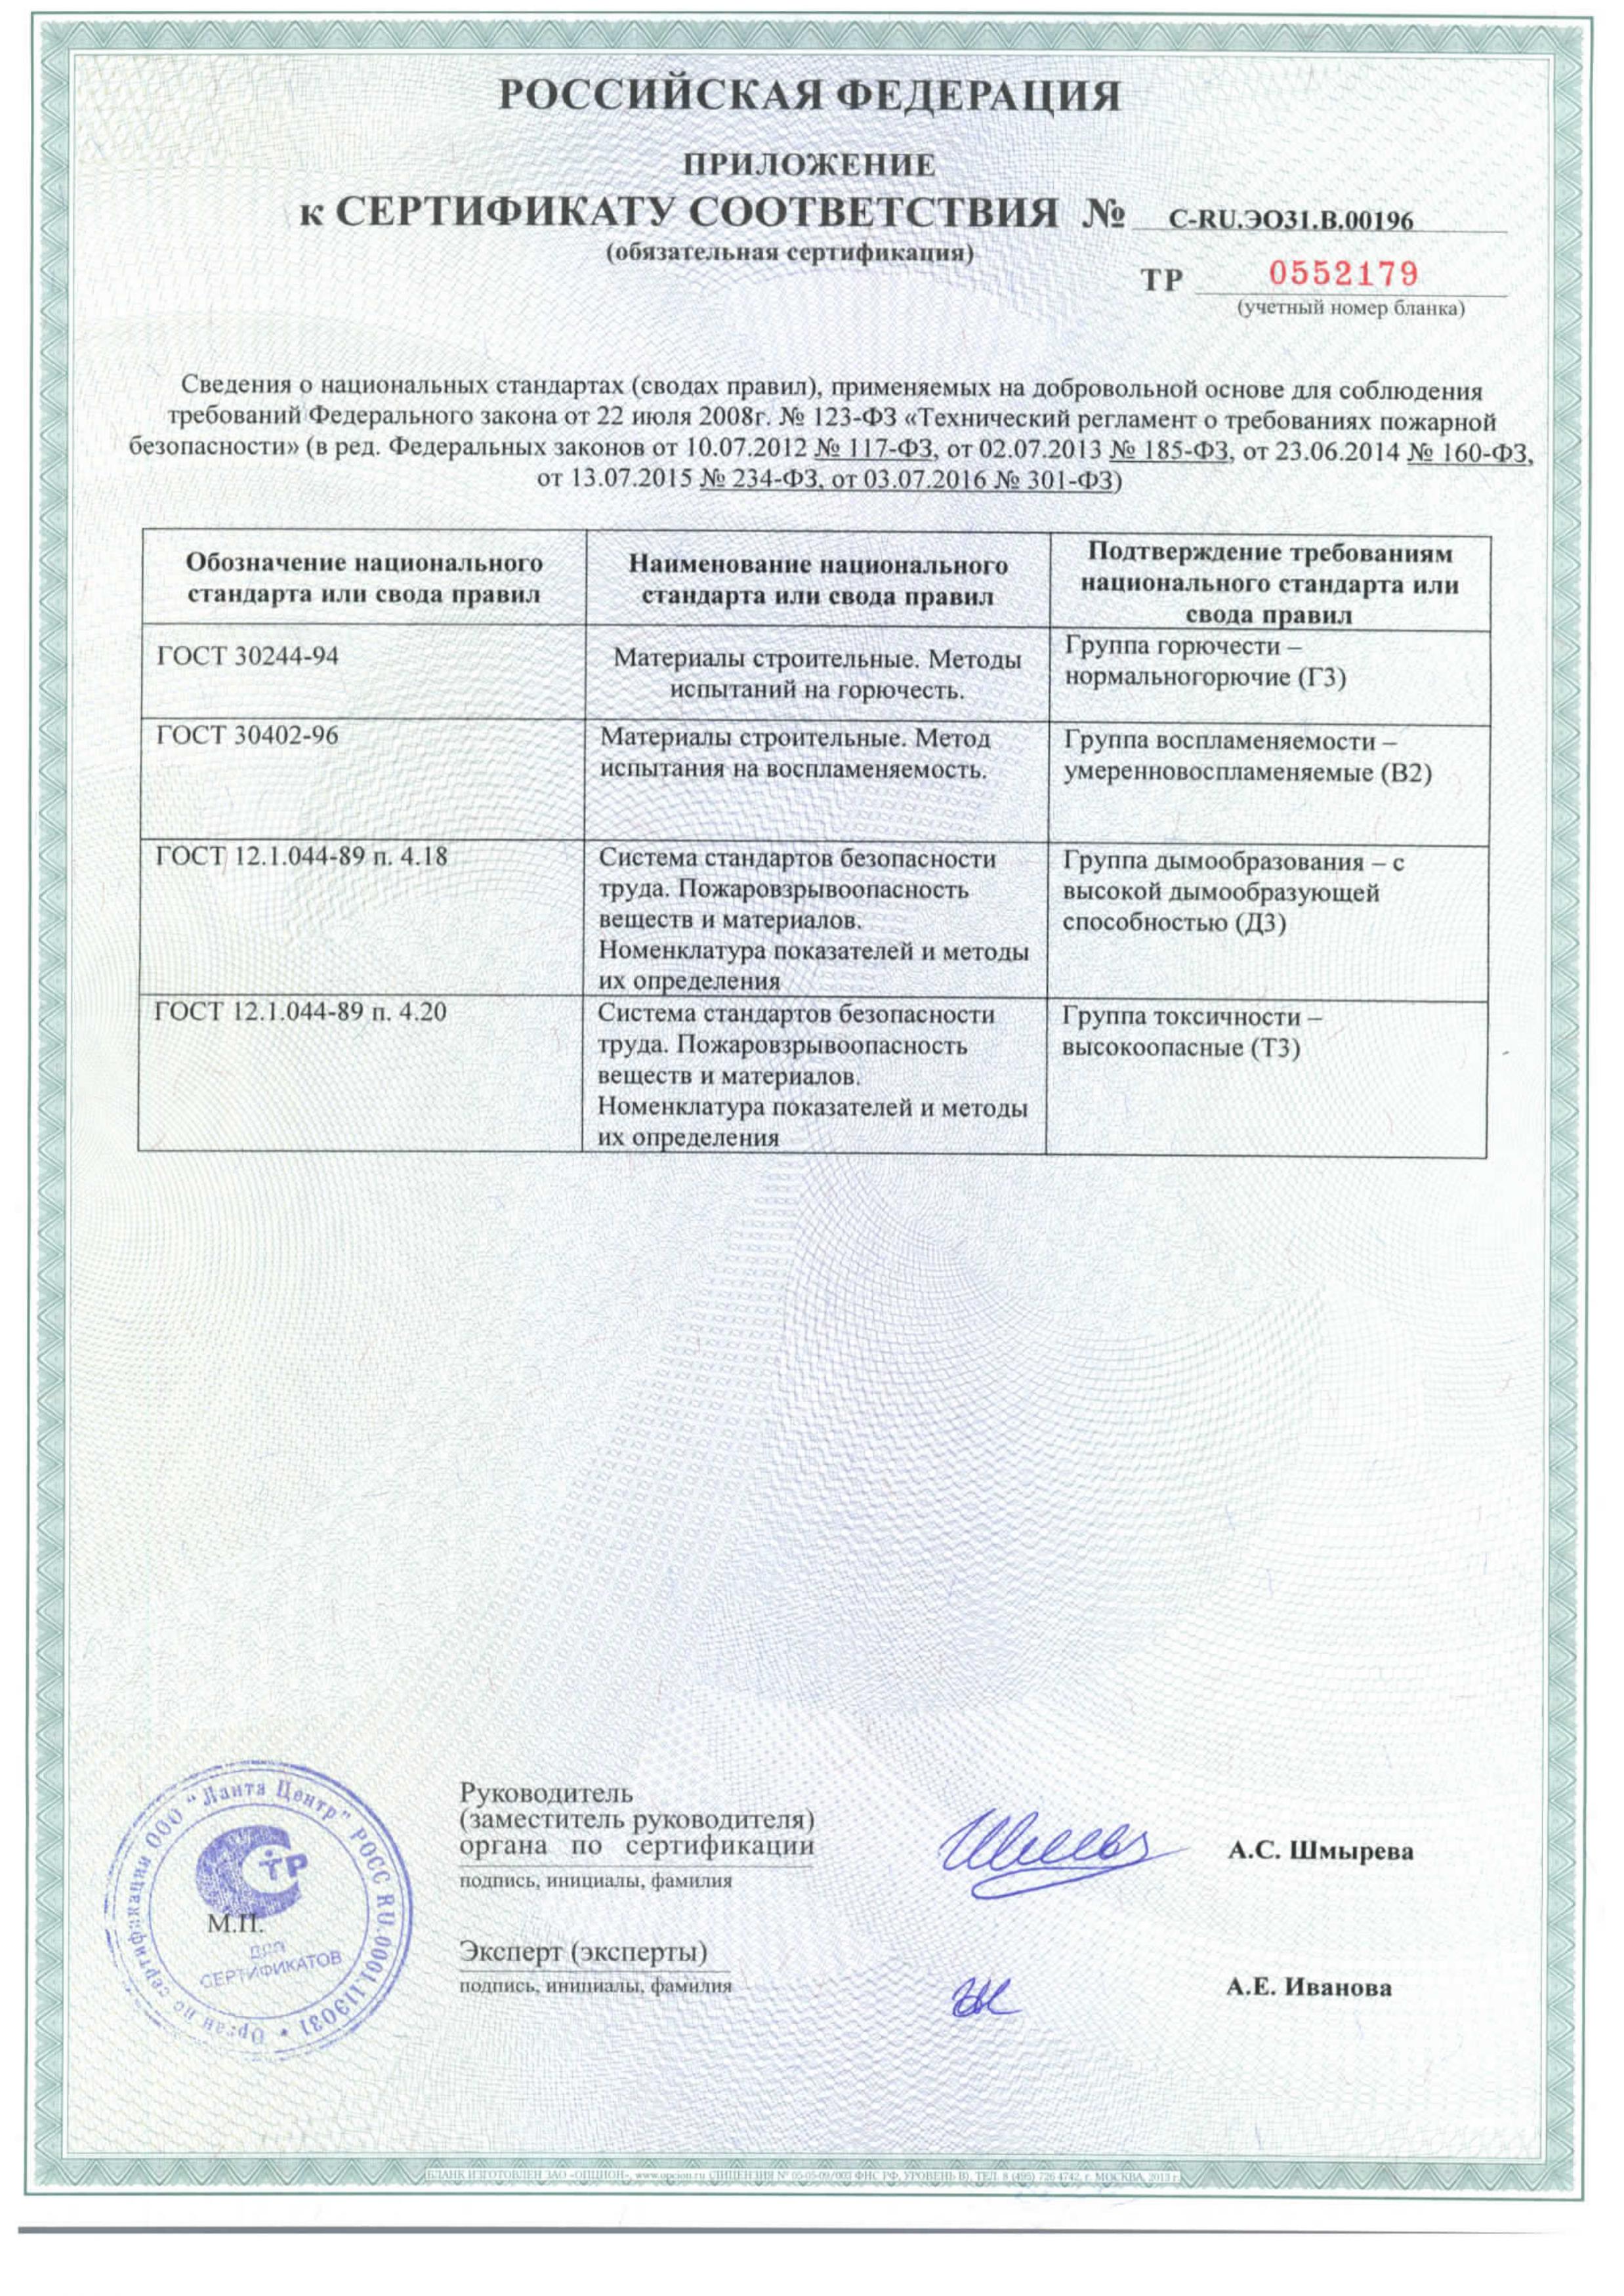 РОССИЙСКАЯ ФЕДЕРАЦИЯ
ПРИЛОЖЕНИЕ
к СЕРТИФИКАТУ СООТВЕТСТВИЯ № C-RU.ЭО31.В.00196
(обязательная сертификация)
ТР 0552179
(учетный номер бланка)
Сведения о национальных стандартах (сводах правил), применяемых на добровольной основе для соблюдения
требований Федерального закона от 22 июля 2008г. № 123-ФЗ «Технический регламент о требованиях пожарной
безопасности» (в ред. Федеральных законов от 10.07.2012 № 117-ФЗ, от 02.07.2013 № 185-ФЗ, от 23.06.2014 № 160-ФЗ,
от 13.07.2015 № 234-ФЗ, от 03.07.2016 № 301-ФЗ)
Обозначение национального
стандарта или свода правил
Наименование национального
стандарта или свода правил
Подтверждение требованиям
национального стандарта или
свода правил
ГОСТ 30244-94
Материалы строительные. Методы
испытаний на горючесть.
Группа горючести –
нормальногорючие (Г3)
ГОСТ 30402-96
Материалы строительные. Метод
испытания на воспламеняемость.
Группа воспламеняемости –
умеренновоспламеняемые (В2)
ГОСТ 12.1.044-89 п. 4.18
Система стандартов безопасности
труда. Пожаровзрывоопасность
веществ и материалов.
Номенклатура показателей и методы
их определения
Группа дымообразования – с
высокой дымообразующей
способностью (Д3)
ГОСТ 12.1.044-89 п. 4.20
Система стандартов безопасности
труда. Пожаровзрывоопасность
веществ и материалов.
Номенклатура показателей и методы
их определения
Группа токсичности –
высокоопасные (Т3)
Руководитель
(заместитель руководителя)
органа по сертификации
подпись, инициалы, фамилия
А.С. Шмырева
Эксперт (эксперты)
подпись, инициалы, фамилия
А.Е. Иванова
Орган по сертификации ООО "Ланта Центр" РОСС RU.0001.11ЭО31
ТР
М.П.
ДЛЯ
СЕРТИФИКАТОВ
БЛАНК ИЗГОТОВЛЕН ЗАО «ОПЦИОН», www.opcion.ru (ЛИЦЕНЗИЯ № 05-05-09/003 ФНС РФ, УРОВЕНЬ В), ТЕЛ. 8 (495) 726 4742, г. МОСКВА, 2013 г.